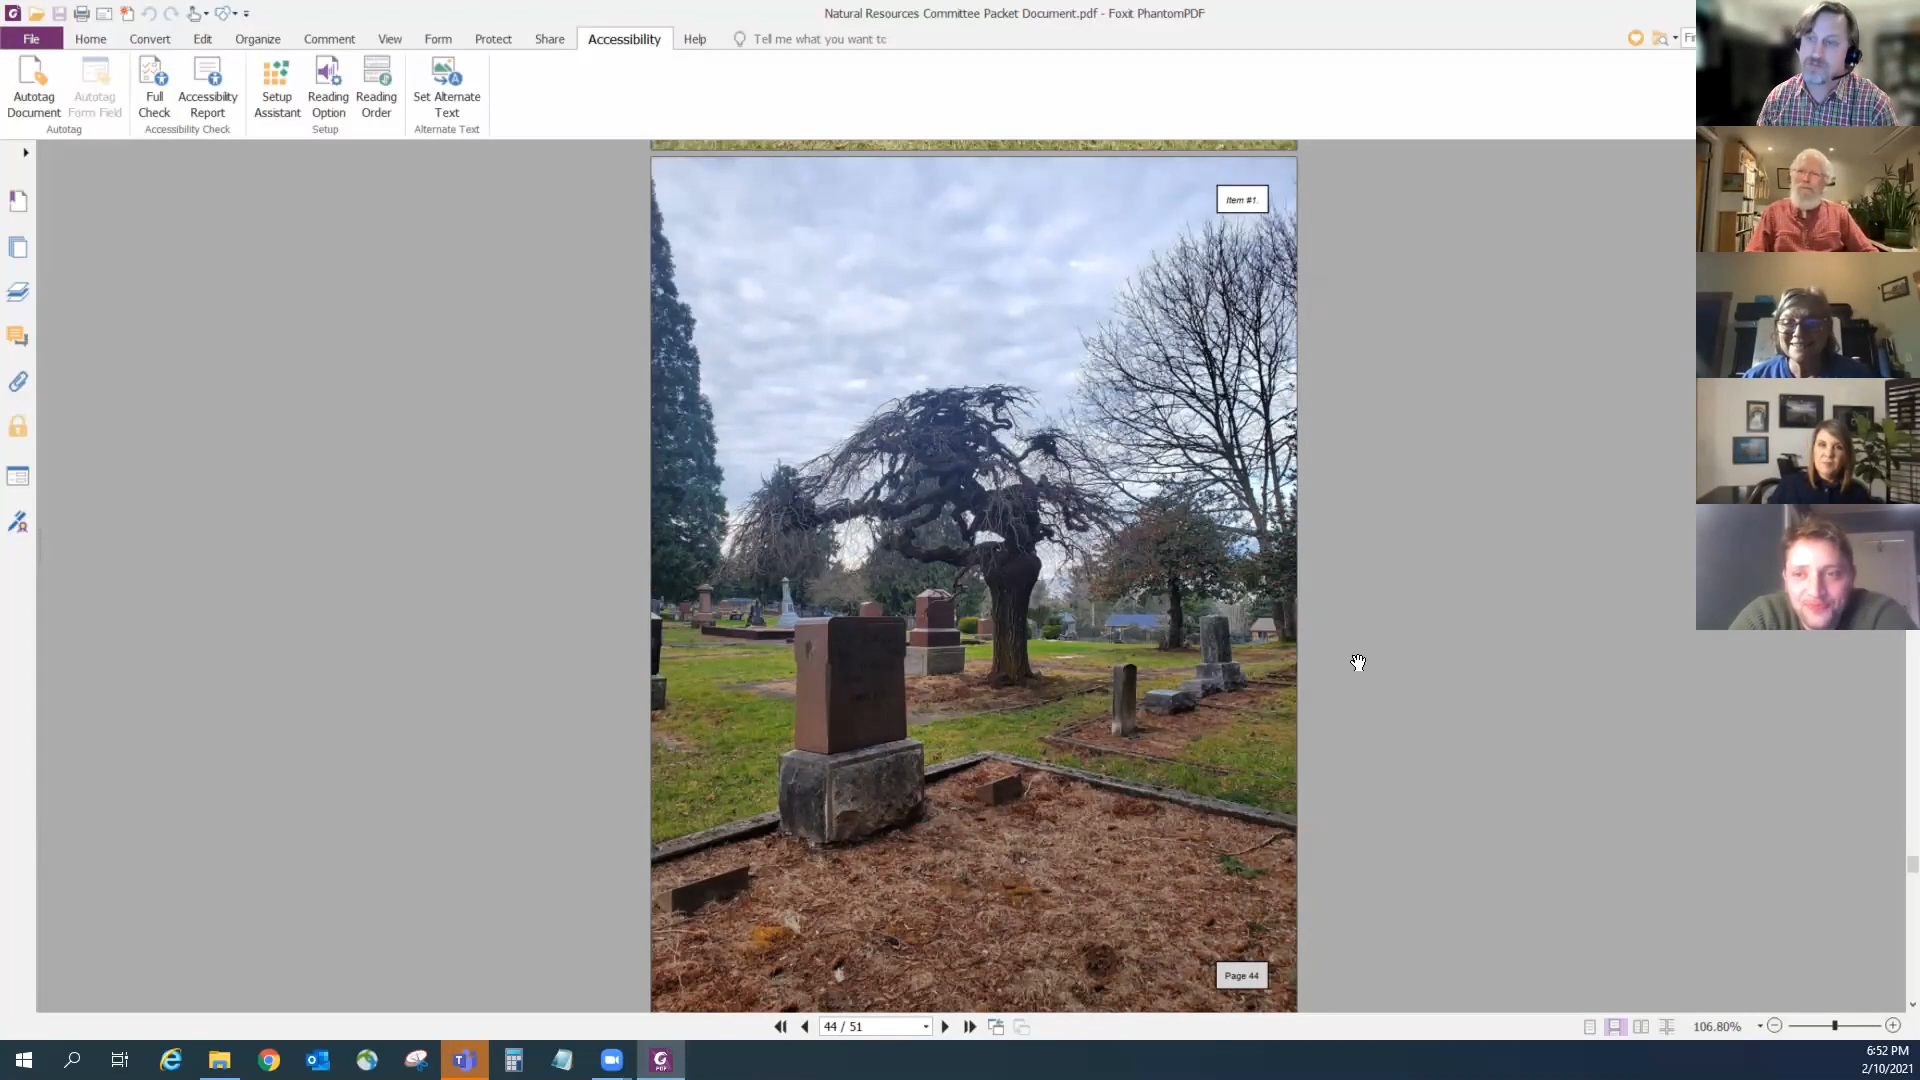 Natural Resources Committee Packet Document.pdf - Foxit PhantomPDF
File Home Convert Edit Organize Comment View Form Protect Share Accessibility Help Tell me what you want to
Autotag Document
Autotag Form Field
Full Check
Accessibility Report
Setup Assistant
Reading Option
Reading Order
Set Alternate Text
Autotag
Accessibility Check
Setup
Alternate Text
Item #1.
Page 44
44 / 51
106.80%
6:52 PM
2/10/2021